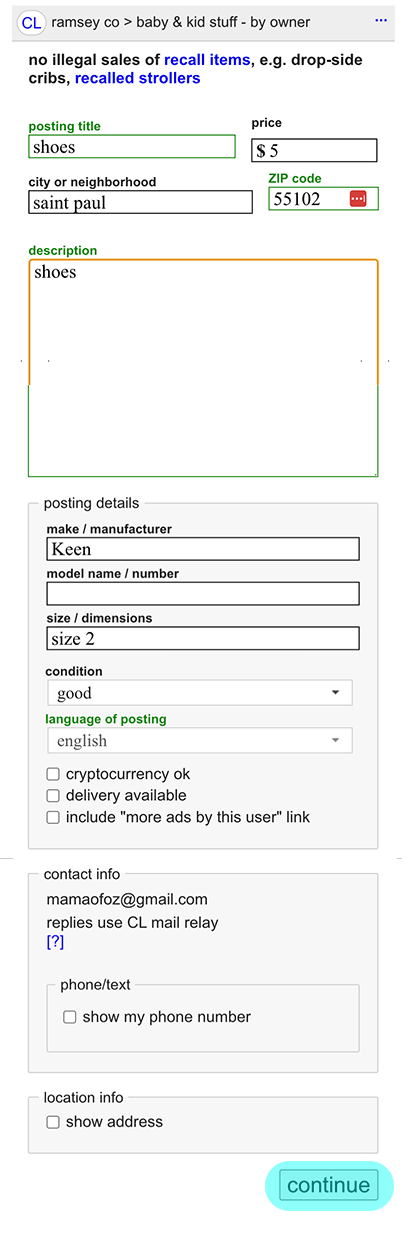 CL ramsey co > baby & kid stuff - by owner ...
no illegal sales of recall items, e.g. drop-side
cribs, recalled strollers
posting title price
shoes $ 5
city or neighborhood ZIP code
saint paul 55102
description
shoes
posting details
make / manufacturer
Keen
model name / number
size / dimensions
size 2
condition
good
language of posting
english
cryptocurrency ok
delivery available
include "more ads by this user" link
contact info
mamaofoz@gmail.com
replies use CL mail relay
[?]
phone/text
show my phone number
location info
show address
continue